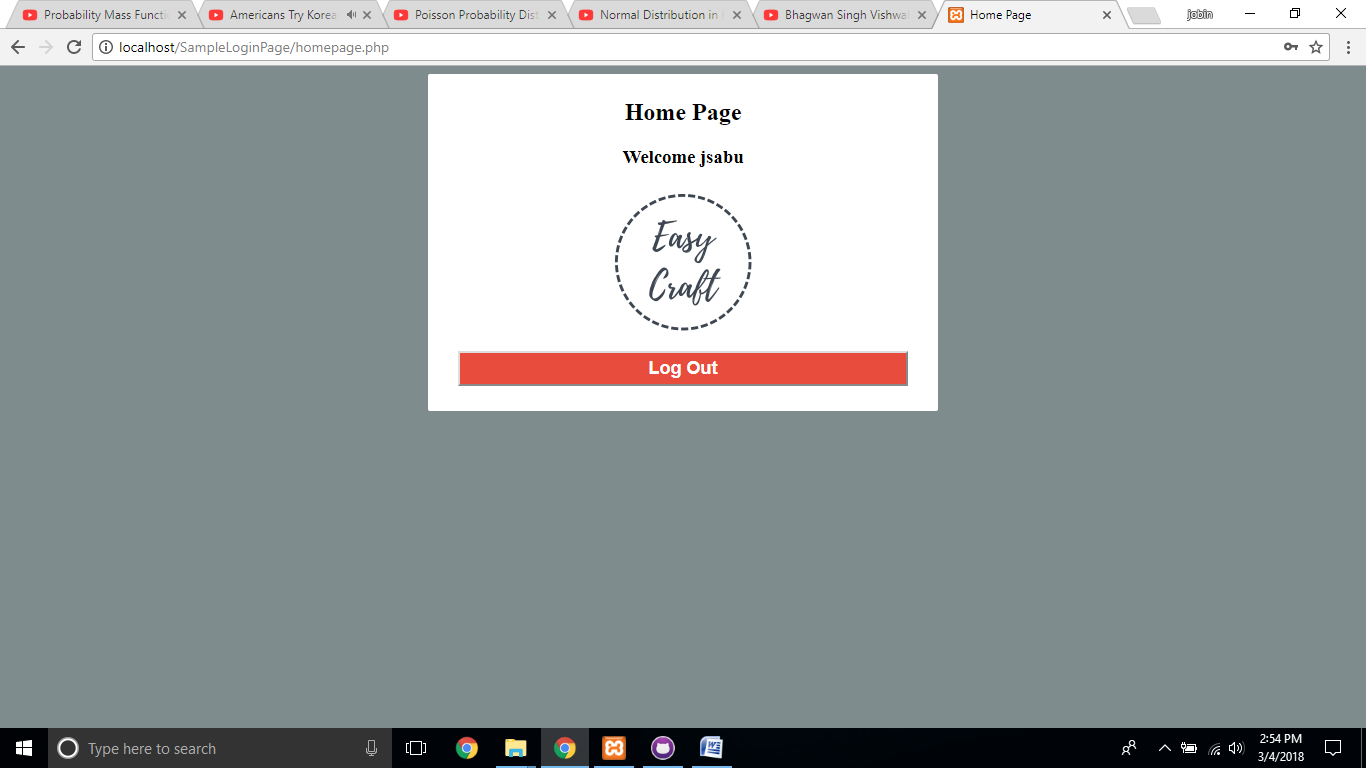 Probability Mass Functi
Americans Try Korea
Poisson Probability Dist
Normal Distribution in
Bhagwan Singh Vishwa
Home Page
jobin
localhost/SampleLoginPage/homepage.php
Home Page
Welcome jsabu
Easy
Craft
Log Out
Type here to search
2:54 PM
3/4/2018